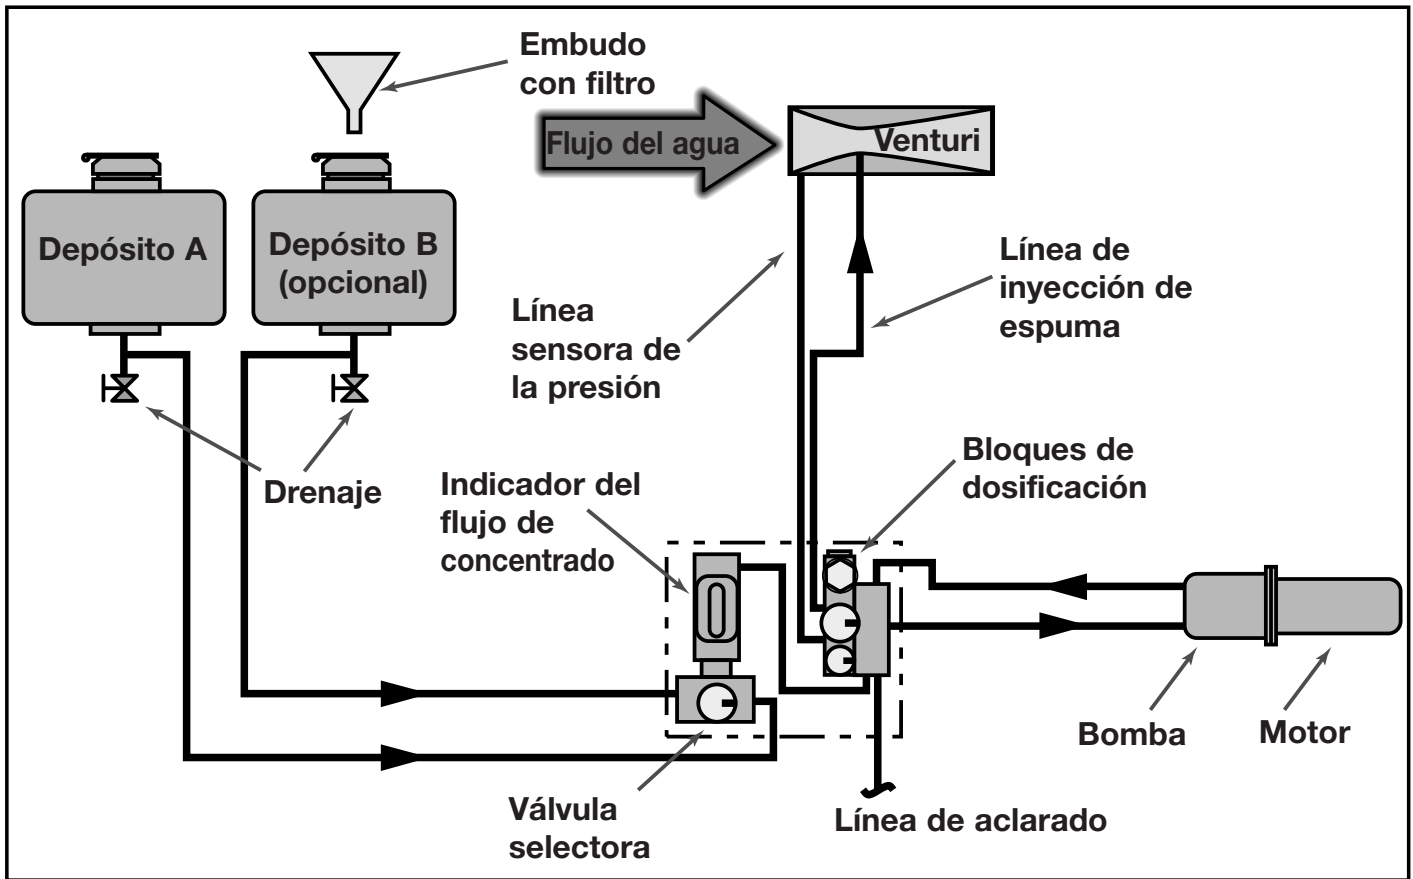 Embudo
con filtro
Flujo del agua
Venturi
Depósito A
Depósito B
(opcional)
Línea de
inyección de
espuma
Línea
sensora de
la presión
Bloques de
dosificación
Drenaje
Indicador del
flujo de
concentrado
Bomba
Motor
Válvula
selectora
Línea de aclarado